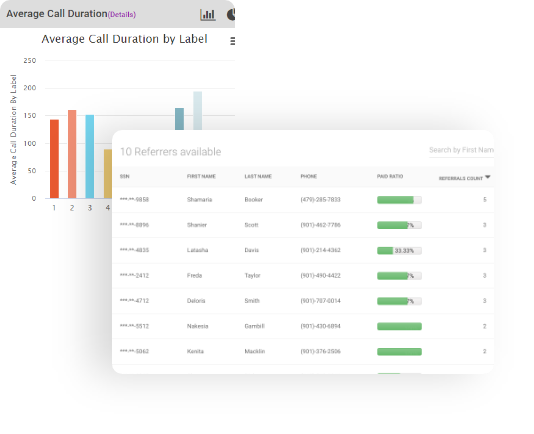 Average Call Duration(Details)
Average Call Duration by Label
Average Call Duration By Label
250
200
150
100
50
0
1 2 3 4
10 Referrers available
Search by First Nam
SSN FIRST NAME LAST NAME PHONE PAID RATIO REFERRALS COUNT
***-**-9858 Shamaria Booker (479)-285-7833 5
***-**-8896 Shanier Scott (901)-462-7786 % 3
***-**-4835 Latasha Davis (901)-214-4362 33.33% 3
***-**-2412 Freda Taylor (901)-490-4422 % 3
***-**-4712 Deloris Smith (901)-707-0014 % 3
***-**-5512 Nakesia Gambill (901)-430-6894 2
***-**-5062 Kenita Macklin (901)-376-2506 2